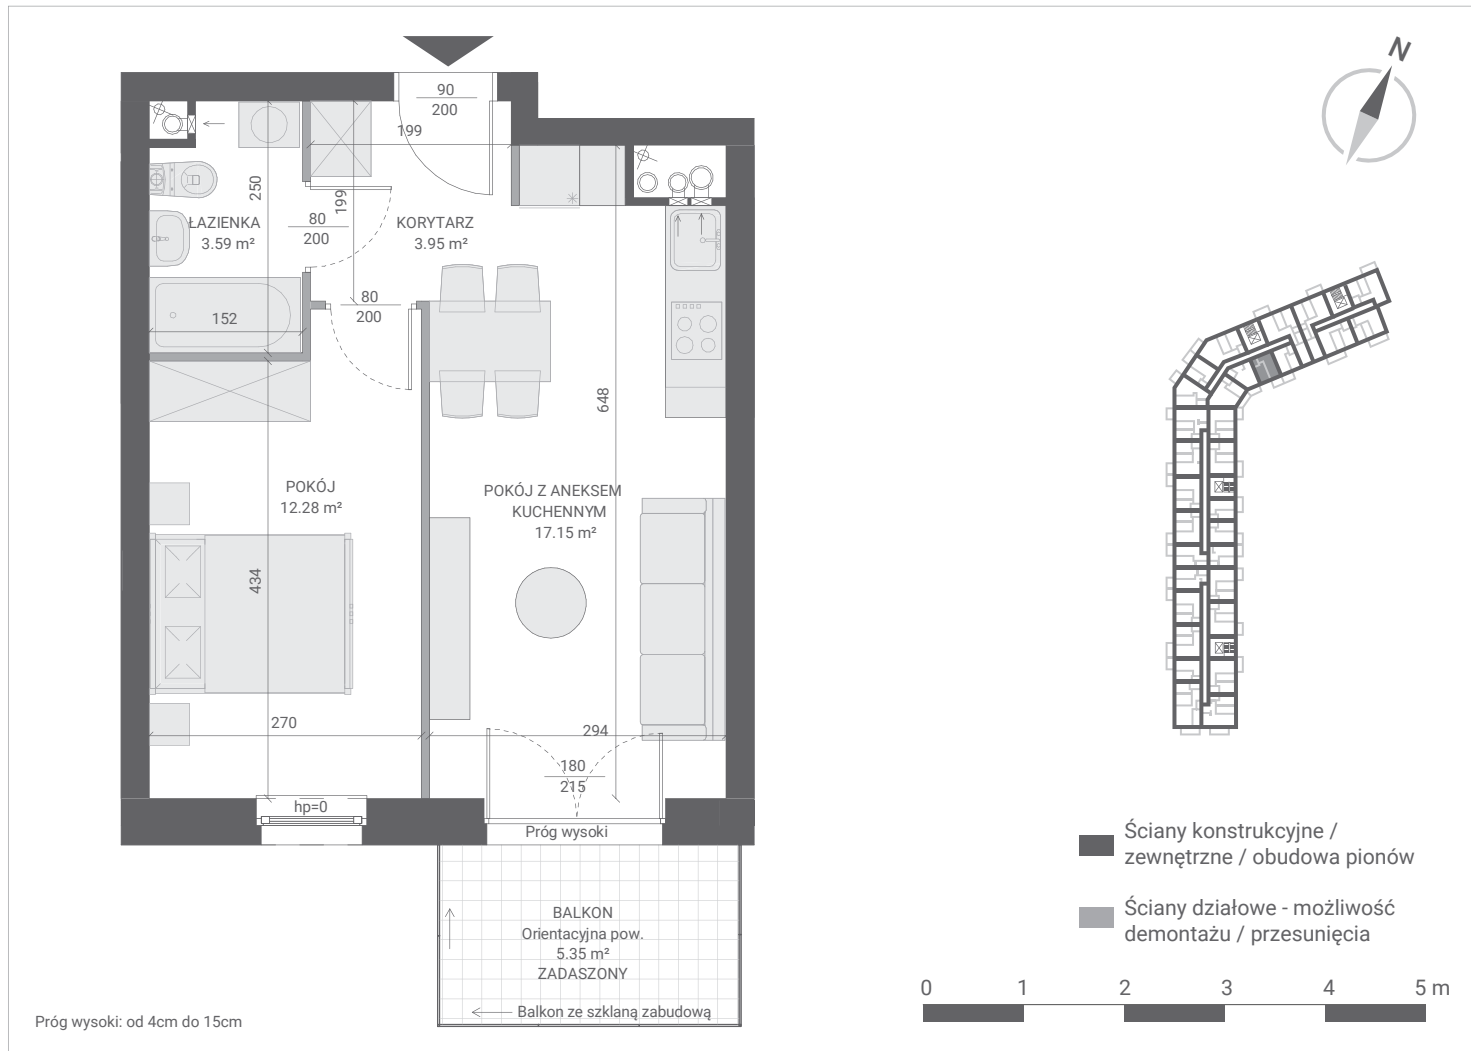 N
90
200
199
250
199
ŁAZIENKA
3.59 m²
80
200
KORYTARZ
3.95 m²
80
200
152
648
POKÓJ
12.28 m²
POKÓJ Z ANEKSEM
KUCHENNYM
17.15 m²
434
270
294
180
215
hp=0
Próg wysoki
BALKON
Orientacyjna pow.
5.35 m²
ZADASZONY
Balkon ze szklaną zabudową
Próg wysoki: od 4cm do 15cm
Ściany konstrukcyjne /
zewnętrzne / obudowa pionów
Ściany działowe - możliwość
demontażu / przesunięcia
0 1 2 3 4 5 m